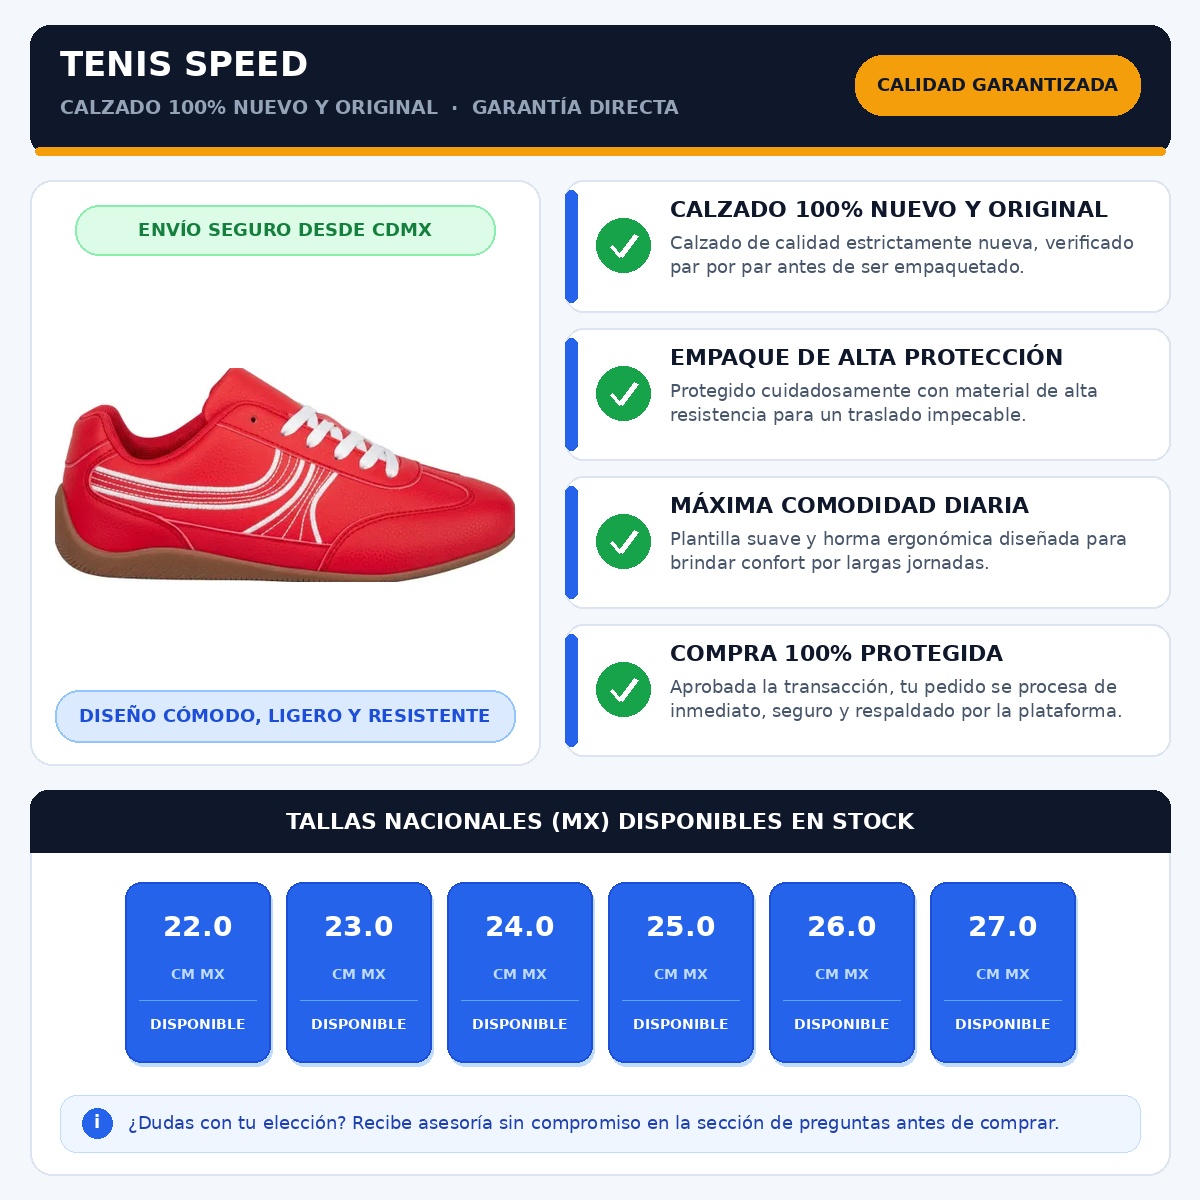 TENIS SPEED
CALZADO 100% NUEVO Y ORIGINAL · GARANTÍA DIRECTA
CALIDAD GARANTIZADA
ENVÍO SEGURO DESDE CDMX
DISEÑO CÓMODO, LIGERO Y RESISTENTE
CALZADO 100% NUEVO Y ORIGINAL
Calzado de calidad estrictamente nueva, verificado
par por par antes de ser empaquetado.
EMPAQUE DE ALTA PROTECCIÓN
Protegido cuidadosamente con material de alta
resistencia para un traslado impecable.
MÁXIMA COMODIDAD DIARIA
Plantilla suave y horma ergonómica diseñada para
brindar confort por largas jornadas.
COMPRA 100% PROTEGIDA
Aprobada la transacción, tu pedido se procesa de
inmediato, seguro y respaldado por la plataforma.
TALLAS NACIONALES (MX) DISPONIBLES EN STOCK
22.0
CM MX
DISPONIBLE
23.0
CM MX
DISPONIBLE
24.0
CM MX
DISPONIBLE
25.0
CM MX
DISPONIBLE
26.0
CM MX
DISPONIBLE
27.0
CM MX
DISPONIBLE
i ¿Dudas con tu elección? Recibe asesoría sin compromiso en la sección de preguntas antes de comprar.